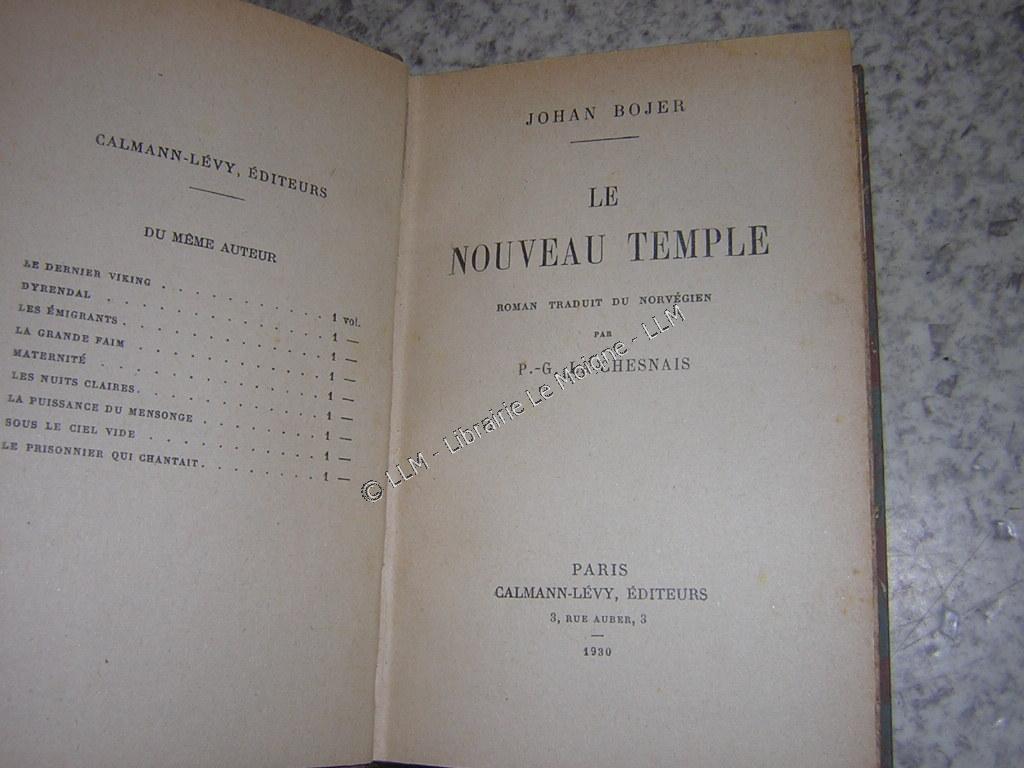 CALMANN-LÉVY, ÉDITEURS
DU MÊME AUTEUR
LE DERNIER VIKING . . . . . . . . . . 1 vol.
DYRENDAL . . . . . . . . . . . . 1 —
LES ÉMIGRANTS . . . . . . . . . . . 1 —
LA GRANDE FAIM . . . . . . . . . . 1 —
MATERNITÉ . . . . . . . . . . . . 1 —
LES NUITS CLAIRES. . . . . . . . . . 1 —
LA PUISSANCE DU MENSONGE . . . . . . . 1 —
SOUS LE CIEL VIDE . . . . . . . . . . 1 —
LE PRISONNIER QUI CHANTAIT. . . . . . . 1 —
JOHAN BOJER
LE
NOUVEAU TEMPLE
ROMAN TRADUIT DU NORVÉGIEN
PAR
P.-G. CHESNAIS
© LLM - Librairie Le Moigne - LLM
PARIS
CALMANN-LÉVY, ÉDITEURS
3, RUE AUBER, 3
1930